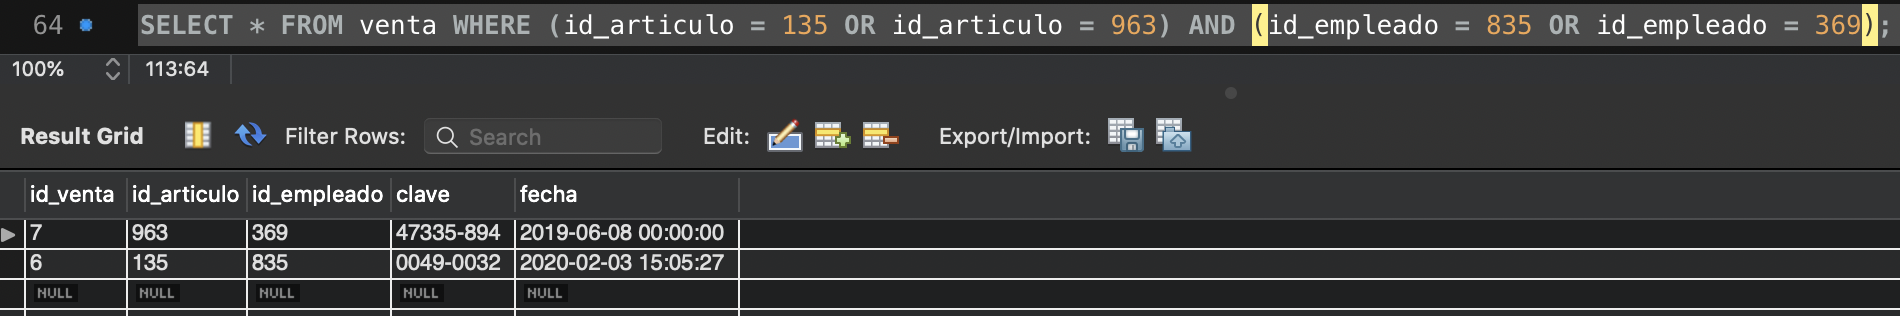 64 SELECT * FROM venta WHERE (id_articulo = 135 OR id_articulo = 963) AND (id_empleado = 835 OR id_empleado = 369);
100% 113:64
Result Grid Filter Rows: Search Edit: Export/Import:
id_venta id_articulo id_empleado clave fecha
7 963 369 47335-894 2019-06-08 00:00:00
6 135 835 0049-0032 2020-02-03 15:05:27
NULL NULL NULL NULL NULL